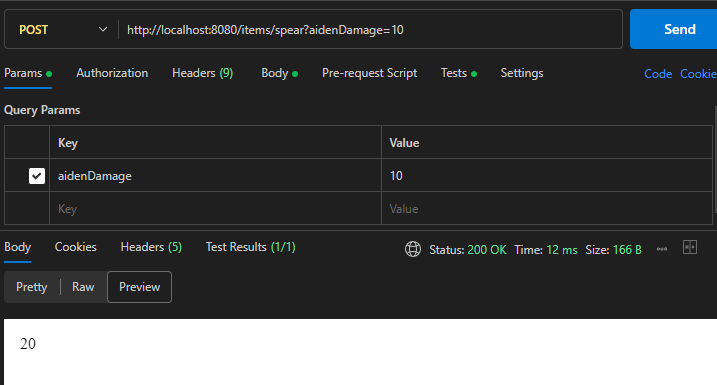 POST http://localhost:8080/items/spear?aidenDamage=10 Send
Params Authorization Headers (9) Body Pre-request Script Tests Settings Code Cookie
Query Params
Key Value
aidenDamage 10
Key Value
Body Cookies Headers (5) Test Results (1/1) Status: 200 OK Time: 12 ms Size: 166 B
Pretty Raw Preview
20